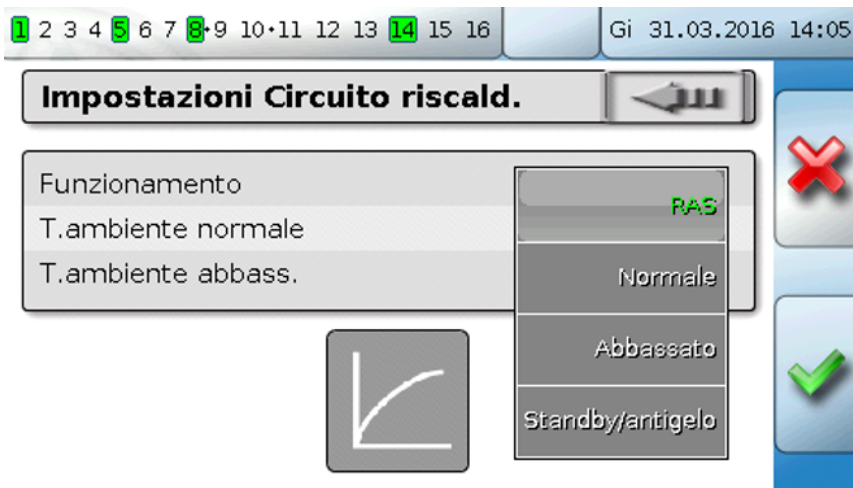 1 2 3 4 5 6 7 8•9 10•11 12 13 14 15 16 Gi 31.03.2016 14:05
Impostazioni Circuito riscald.
Funzionamento
RAS
T.ambiente normale
Normale
T.ambiente abbass.
Abbassato
Standby/antigelo